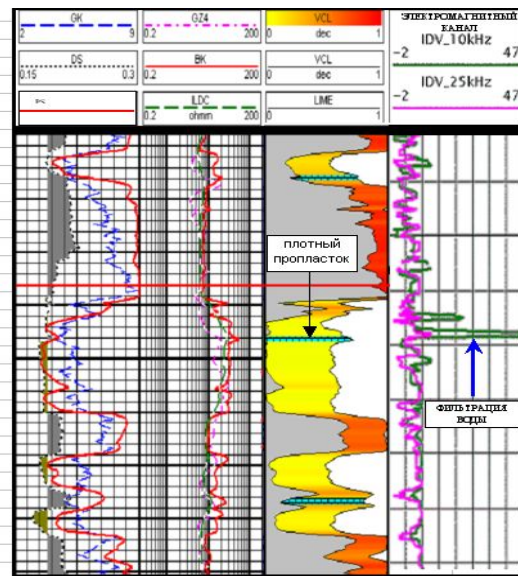 GK
2 9
DS
0.15 0.3
GZ4
0.2 200
BK
0.2 200
ILDC
0.2 ohmm 200
VCL
0 dec 1
VCL
0 dec 1
LIME
ЭЛЕКТРОМАГНИТНЫЙ
КАНАЛ
IDV_10kHz
-2 47
IDV_25kHz
-2 47
ПЛОТНЫЙ
пропласток
ФИЛЬТРАЦИЯ
ВОДЫ